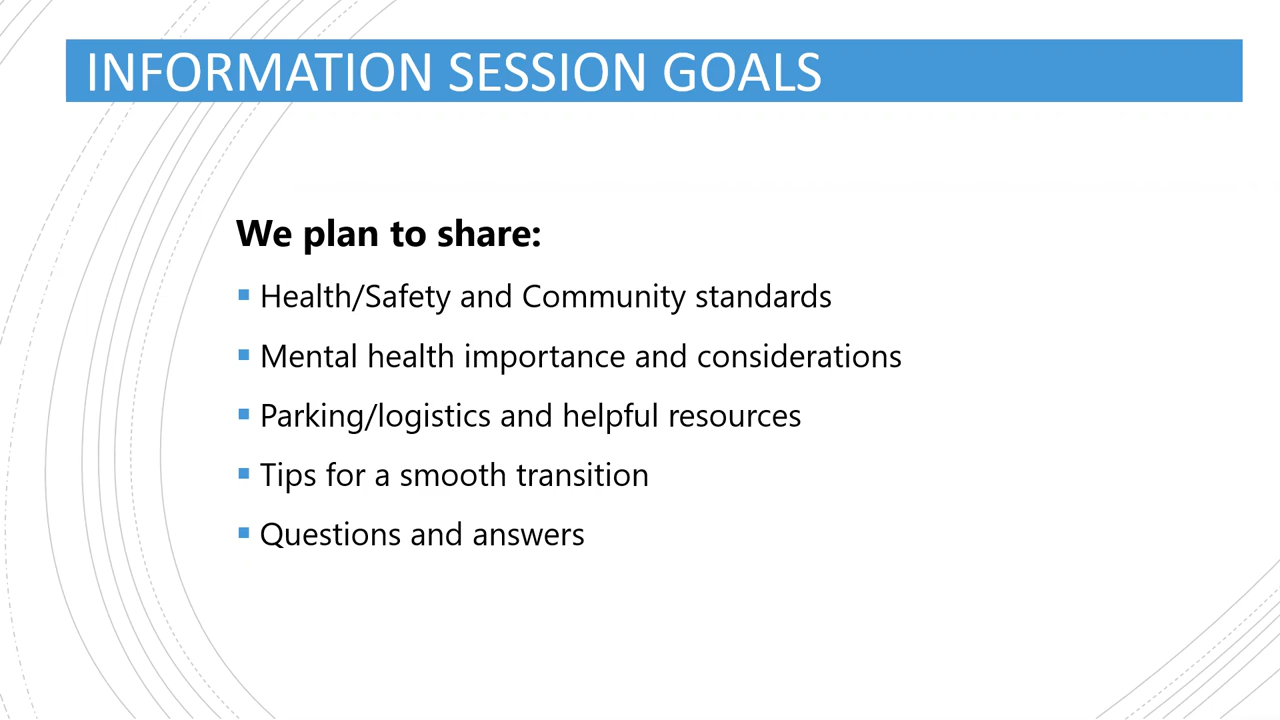 INFORMATION SESSION GOALS
We plan to share:
▪ Health/Safety and Community standards
▪ Mental health importance and considerations
▪ Parking/logistics and helpful resources
▪ Tips for a smooth transition
▪ Questions and answers